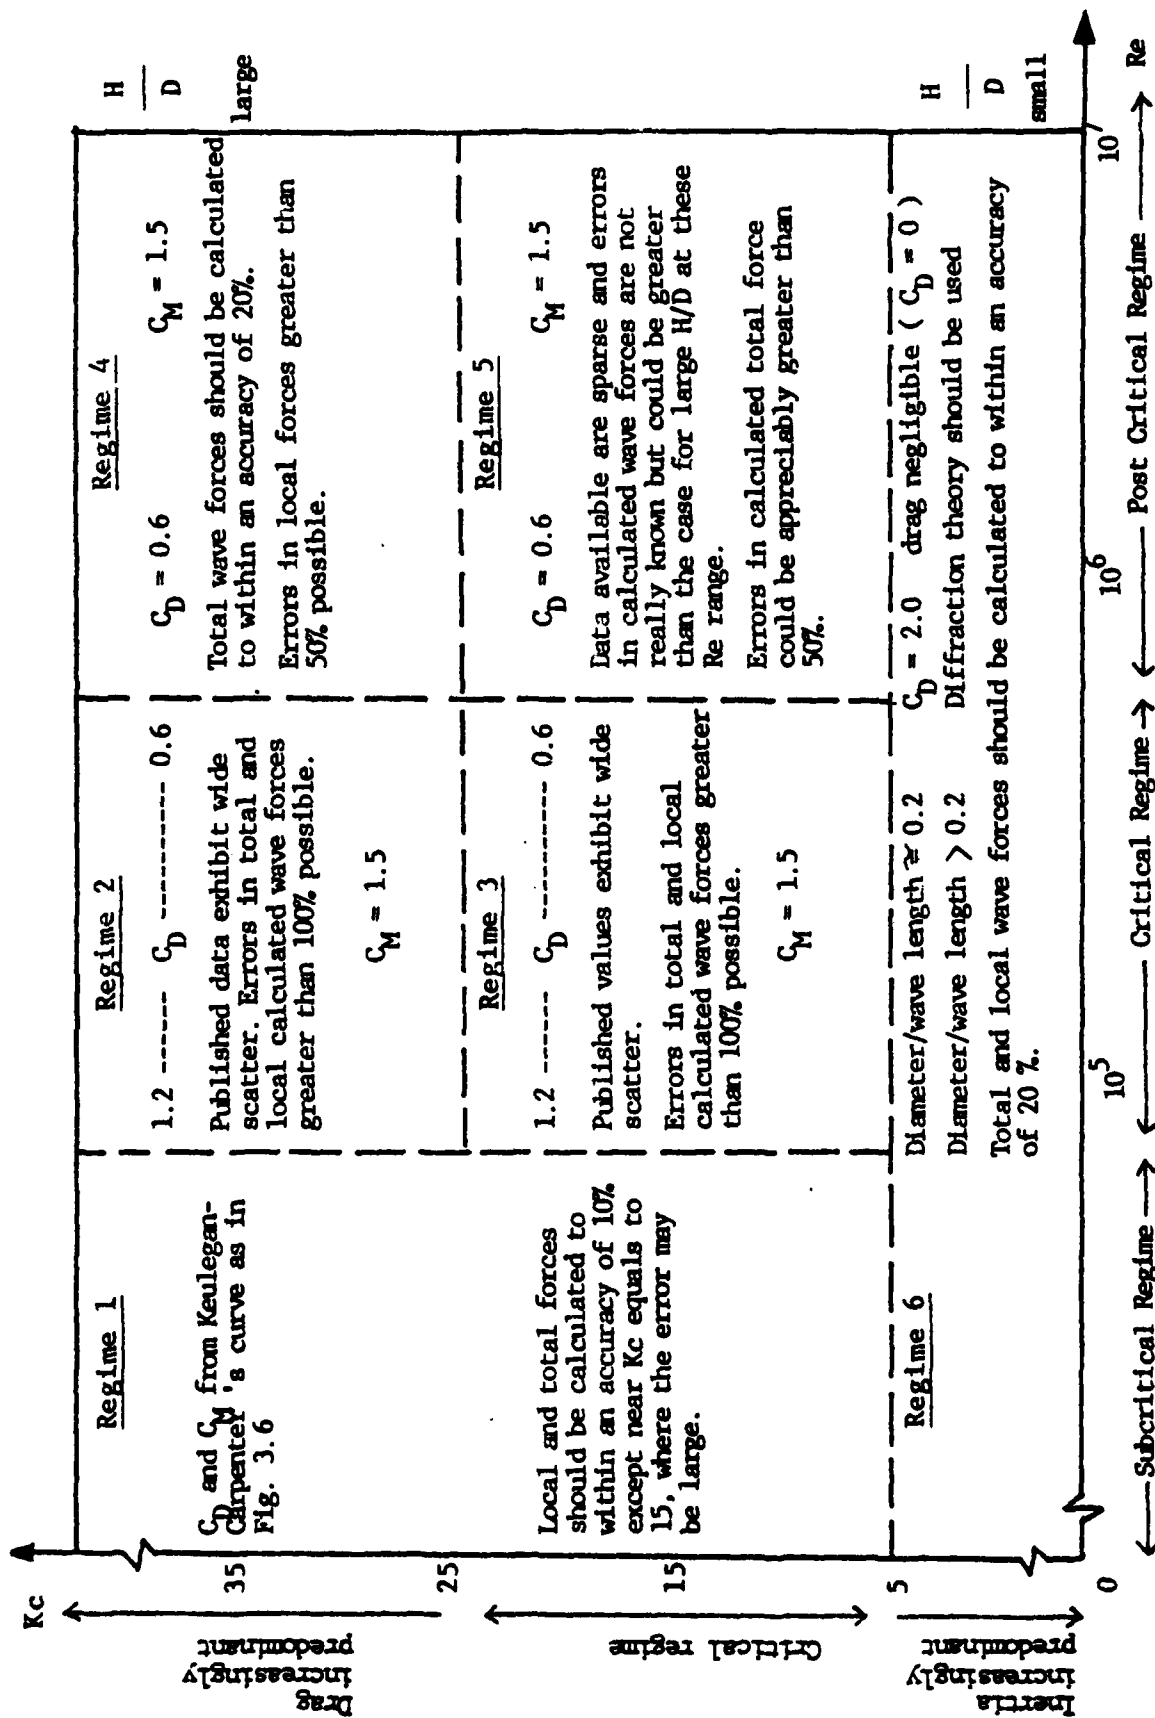 Kc
Drag
increasingly
predominant
Critical regime
Inertia
increasingly
predominant
35
25
15
5
0
Regime 1
C_D and C_M from Keulegan-
Carpenter's curve as in
Fig. 3.6
Local and total forces
should be calculated to
within an accuracy of 10%
except near Kc equals to
15, where the error may
be large.
Regime 2
1.2 ------ C_D ---------- 0.6
Published data exhibit wide
scatter. Errors in total and
local calculated wave forces
greater than 100% possible.
C_M = 1.5
Regime 3
1.2 ------ C_D ---------- 0.6
Published values exhibit wide
scatter.
Errors in total and local
calculated wave forces greater
than 100% possible.
C_M = 1.5
Regime 4
C_D = 0.6 C_M = 1.5
Total wave forces should be calculated
to within an accuracy of 20%.
Errors in local forces greater than
50% possible.
Regime 5
C_D = 0.6 C_M = 1.5
Data available are sparse and errors
in calculated wave forces are not
really known but could be greater
than the case for large H/D at these
Re range.
Errors in calculated total force
could be appreciably greater than
50%.
Regime 6
Diameter/wave length ≅ 0.2 C_D = 2.0 drag negligible ( C_D = 0 )
Diameter/wave length > 0.2 Diffraction theory should be used
Total and local wave forces should be calculated to within an accuracy
of 20 %.
H
D
large
H
D
small
10^5
10^6
10^7
Re
Subcritical Regime
Critical Regime
Post Critical Regime